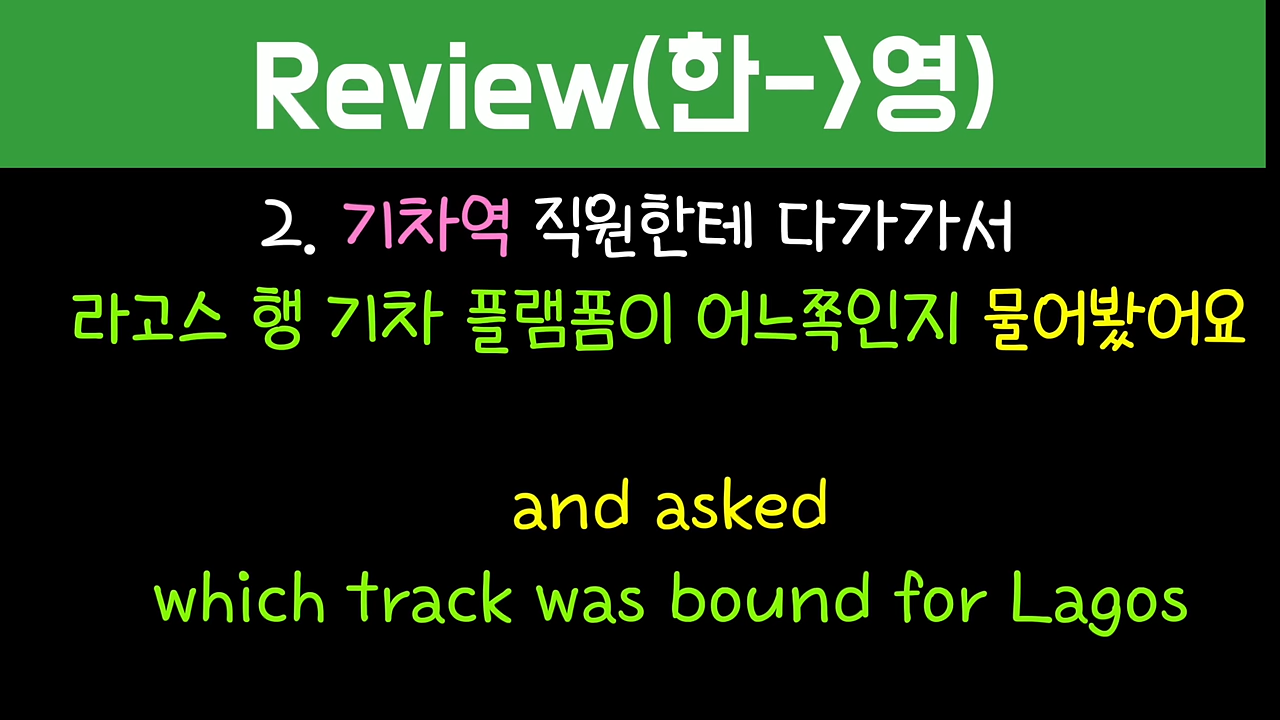 Review(한->영)
2. 기차역 직원한테 다가가서
라고스 행 기차 플램폼이 어느쪽인지 물어봤어요
and asked
which track was bound for Lagos